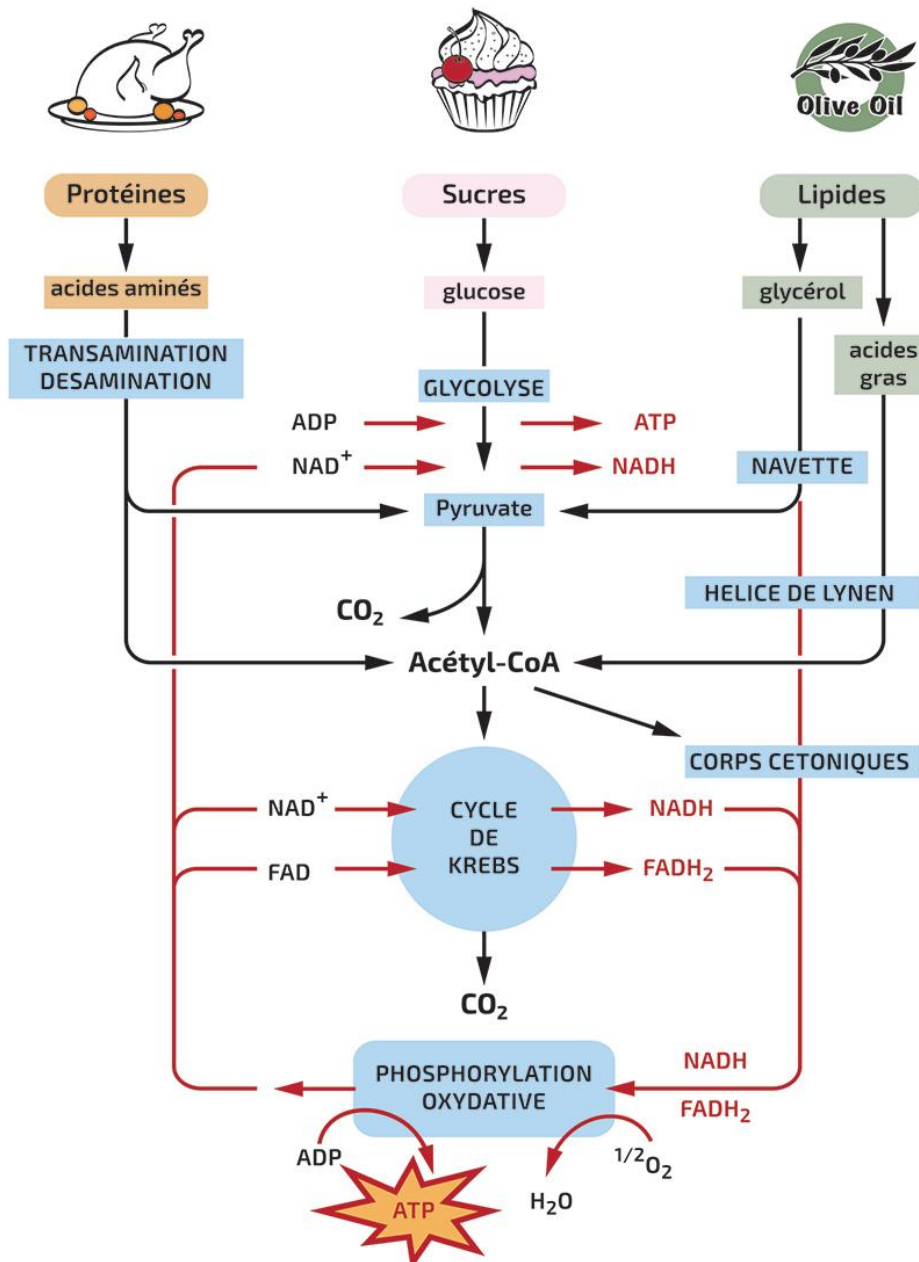 Olive Oil
Protéines
Sucres
Lipides
acides aminés
glucose
glycérol
TRANSAMINATION
DESAMINATION
acides
gras
GLYCOLYSE
ADP
ATP
NAD⁺
NADH
NAVETTE
Pyruvate
HELICE DE LYNEN
CO₂
Acétyl-CoA
CORPS CETONIQUES
NAD⁺
CYCLE
DE
KREBS
NADH
FAD
FADH₂
CO₂
PHOSPHORYLATION
OXYDATIVE
NADH
FADH₂
ADP
ATP
H₂O
1/2O₂